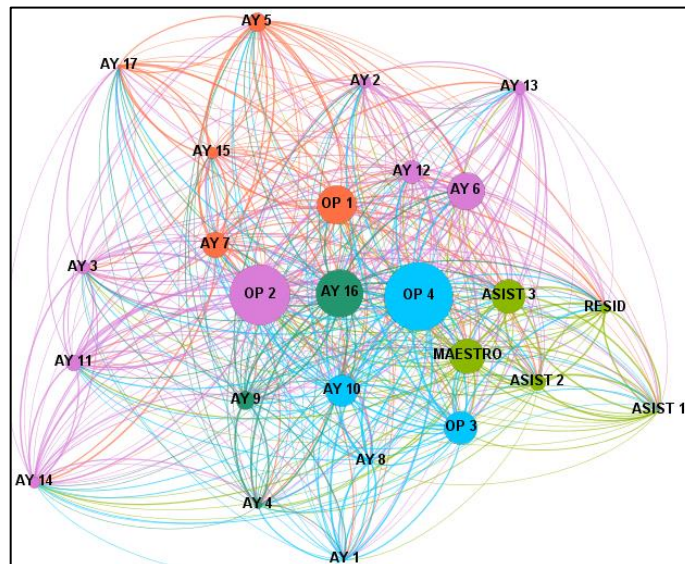 AY 5
AY 17
AY 2
AY 13
AY 15
AY 12
AY 6
OP 1
AY 7
AY 3
OP 2
AY 16
OP 4
ASIST 3
RESID
MAESTRO
AY 11
ASIST 2
AY 10
AY 9
ASIST 1
OP 3
AY 8
AY 14
AY 4
AY 1